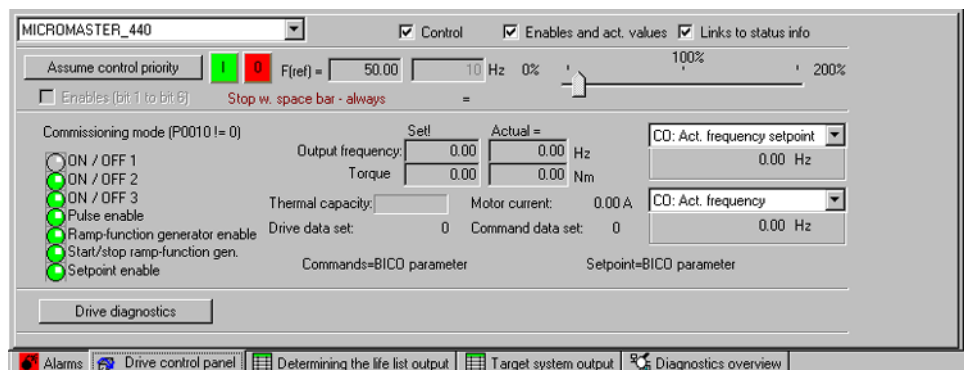 MICROMASTER_440 Control Enables and act. values Links to status info
Assume control priority I 0 F(ref) = 50.00 10 Hz 0% 100% 200%
Enables (bit 1 to bit 6) Stop w. space bar - always =
Commissioning mode (P0010 != 0) Set! Actual = CO: Act. frequency setpoint
Output frequency: 0.00 0.00 Hz 0.00 Hz
ON / OFF 1 Torque 0.00 0.00 Nm
ON / OFF 2
ON / OFF 3 Thermal capacity: Motor current: 0.00 A CO: Act. frequency
Pulse enable
Ramp-function generator enable Drive data set: 0 Command data set: 0 0.00 Hz
Start/stop ramp-function gen.
Setpoint enable Commands=BICO parameter Setpoint=BICO parameter
Drive diagnostics
Alarms Drive control panel Determining the life list output Target system output Diagnostics overview